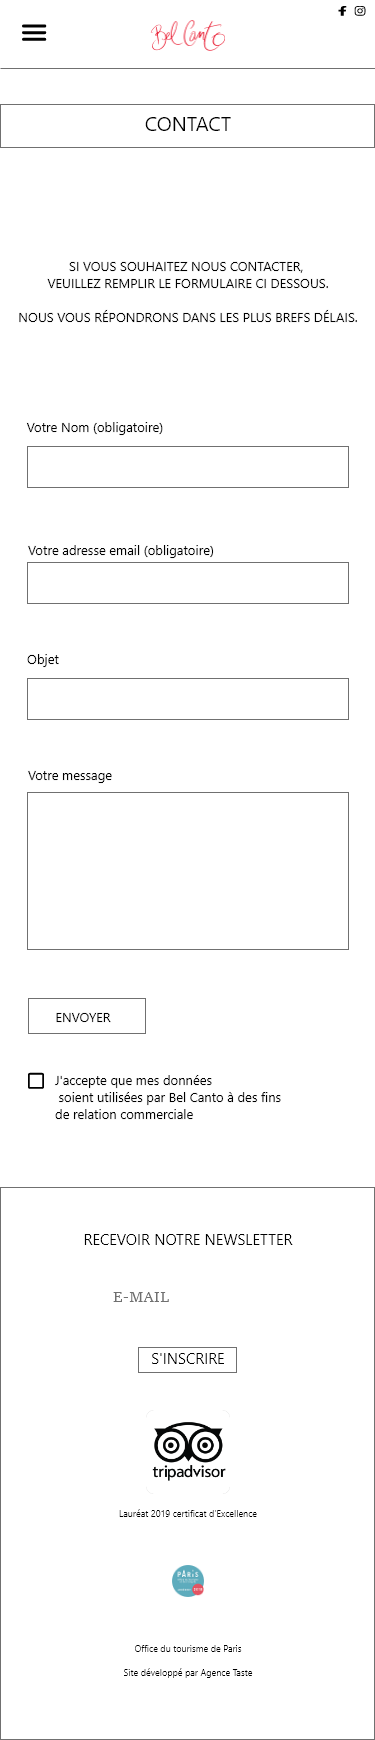 Bel Canto
CONTACT
SI VOUS SOUHAITEZ NOUS CONTACTER,
VEUILLEZ REMPLIR LE FORMULAIRE CI DESSOUS.
NOUS VOUS RÉPONDRONS DANS LES PLUS BREFS DÉLAIS.
Votre Nom (obligatoire)
Votre adresse email (obligatoire)
Objet
Votre message
ENVOYER
J'accepte que mes données
soient utilisées par Bel Canto à des fins
de relation commerciale
RECEVOIR NOTRE NEWSLETTER
E-MAIL
S'INSCRIRE
tripadvisor
Lauréat 2019 certificat d'Excellence
PARIS
Office du tourisme de Paris
Site développé par Agence Taste